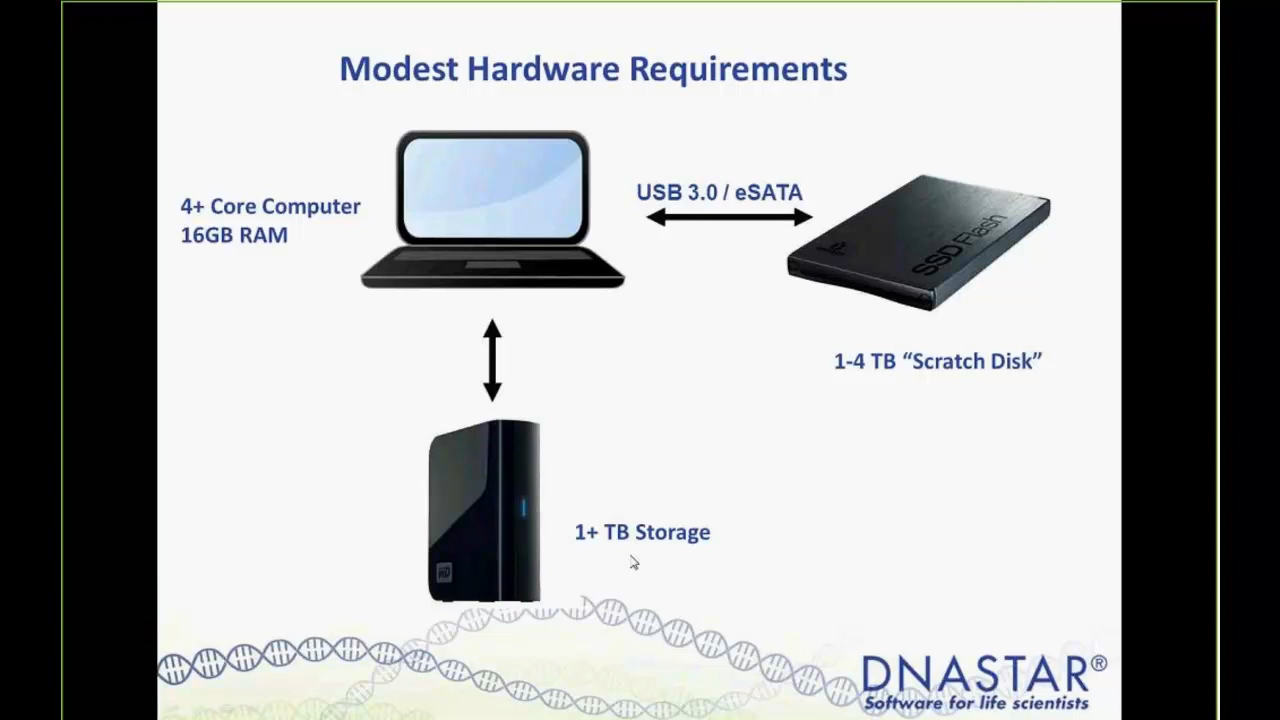 Modest Hardware Requirements
4+ Core Computer
16GB RAM
USB 3.0 / eSATA
SSD Flash
1-4 TB “Scratch Disk”
1+ TB Storage
WD
DNASTAR®
Software for life scientists